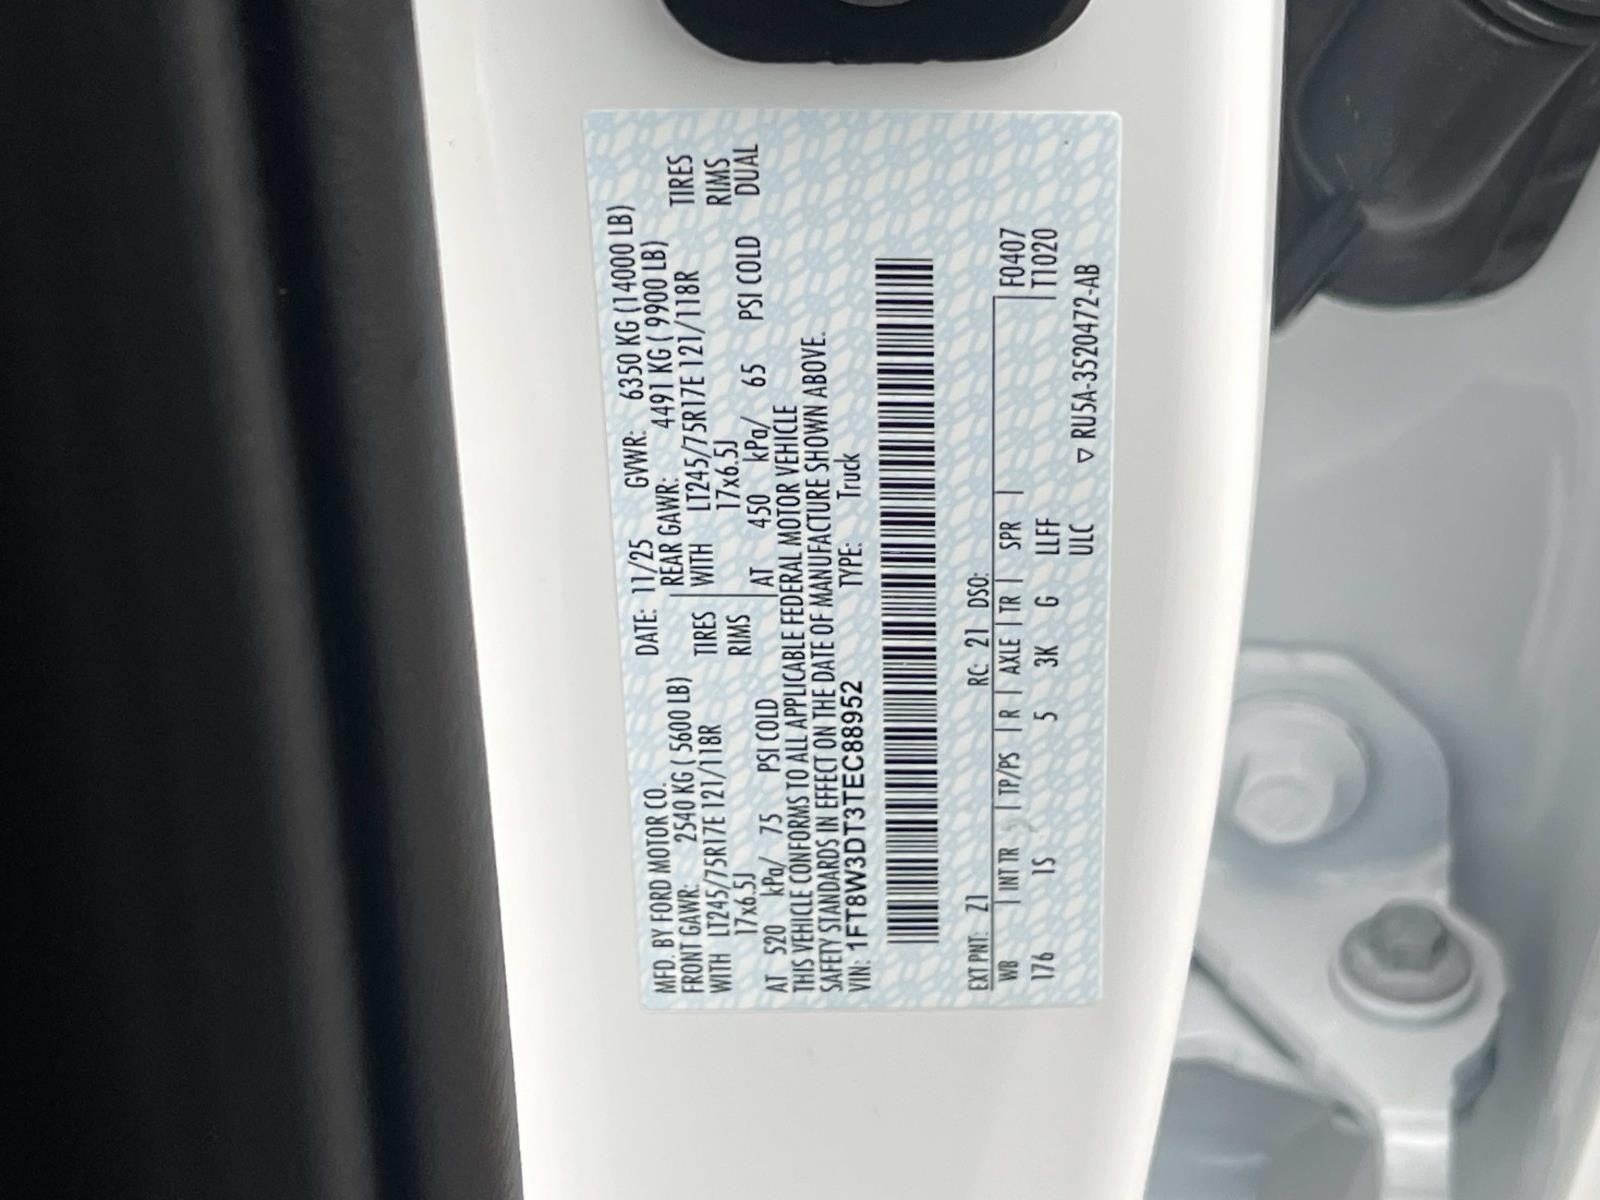 MFD. BY FORD MOTOR CO. DATE: 11/25 GVWR: 6350 KG (14000 LB)
FRONT GAWR: 2540 KG ( 5600 LB) REAR GAWR: 4491 KG ( 9900 LB)
WITH LT245/75R17E 121/118R TIRES WITH LT245/75R17E 121/118R TIRES
17x6.5J RIMS 17x6.5J RIMS
AT 520 kPa/ 75 PSI COLD AT 450 kPa/ 65 PSI COLD DUAL
THIS VEHICLE CONFORMS TO ALL APPLICABLE FEDERAL MOTOR VEHICLE
SAFETY STANDARDS IN EFFECT ON THE DATE OF MANUFACTURE SHOWN ABOVE.
VIN: 1FT8W3DT3TEC88952 TYPE: Truck
EXT PNT: Z1 RC: 21 DSO:
WB | INT TR | TP/PS | R | AXLE | TR | SPR | F0407
176 1S 5 3K G LLFF T1020
ULC ▽ RU5A-3520472-AB